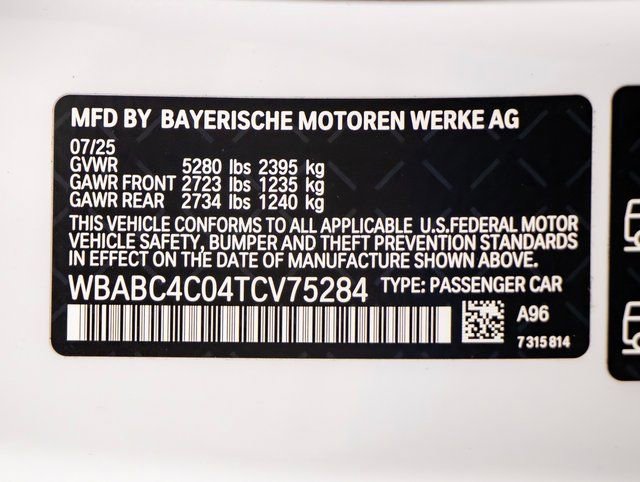 MFD BY BAYERISCHE MOTOREN WERKE AG
07/25
GVWR 5280 lbs 2395 kg
GAWR FRONT 2723 lbs 1235 kg
GAWR REAR 2734 lbs 1240 kg
THIS VEHICLE CONFORMS TO ALL APPLICABLE U.S.FEDERAL MOTOR
VEHICLE SAFETY, BUMPER AND THEFT PREVENTION STANDARDS
IN EFFECT ON THE DATE OF MANUFACTURE SHOWN ABOVE.
WBABC4C04TCV75284 TYPE: PASSENGER CAR
A96
7315814